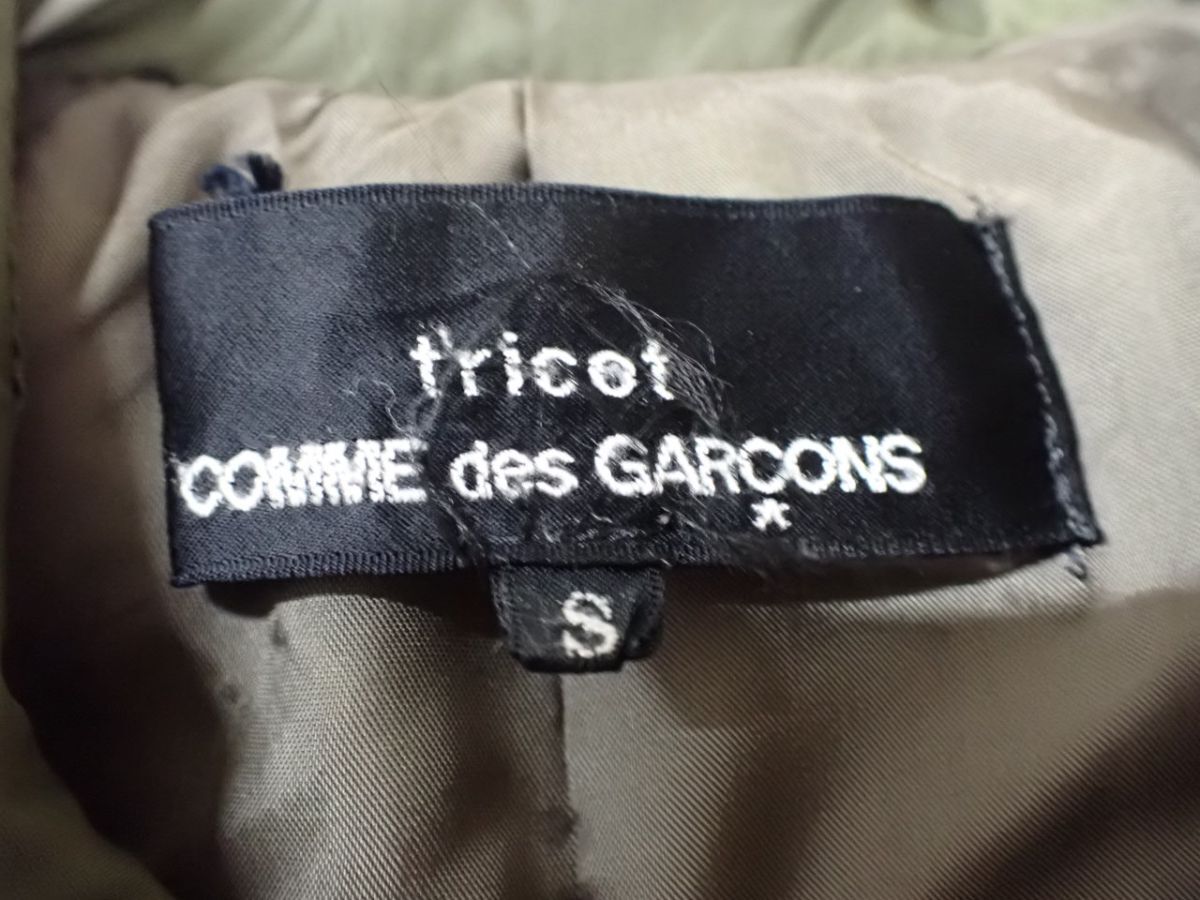 tricot
COMME des GARCONS
*
S